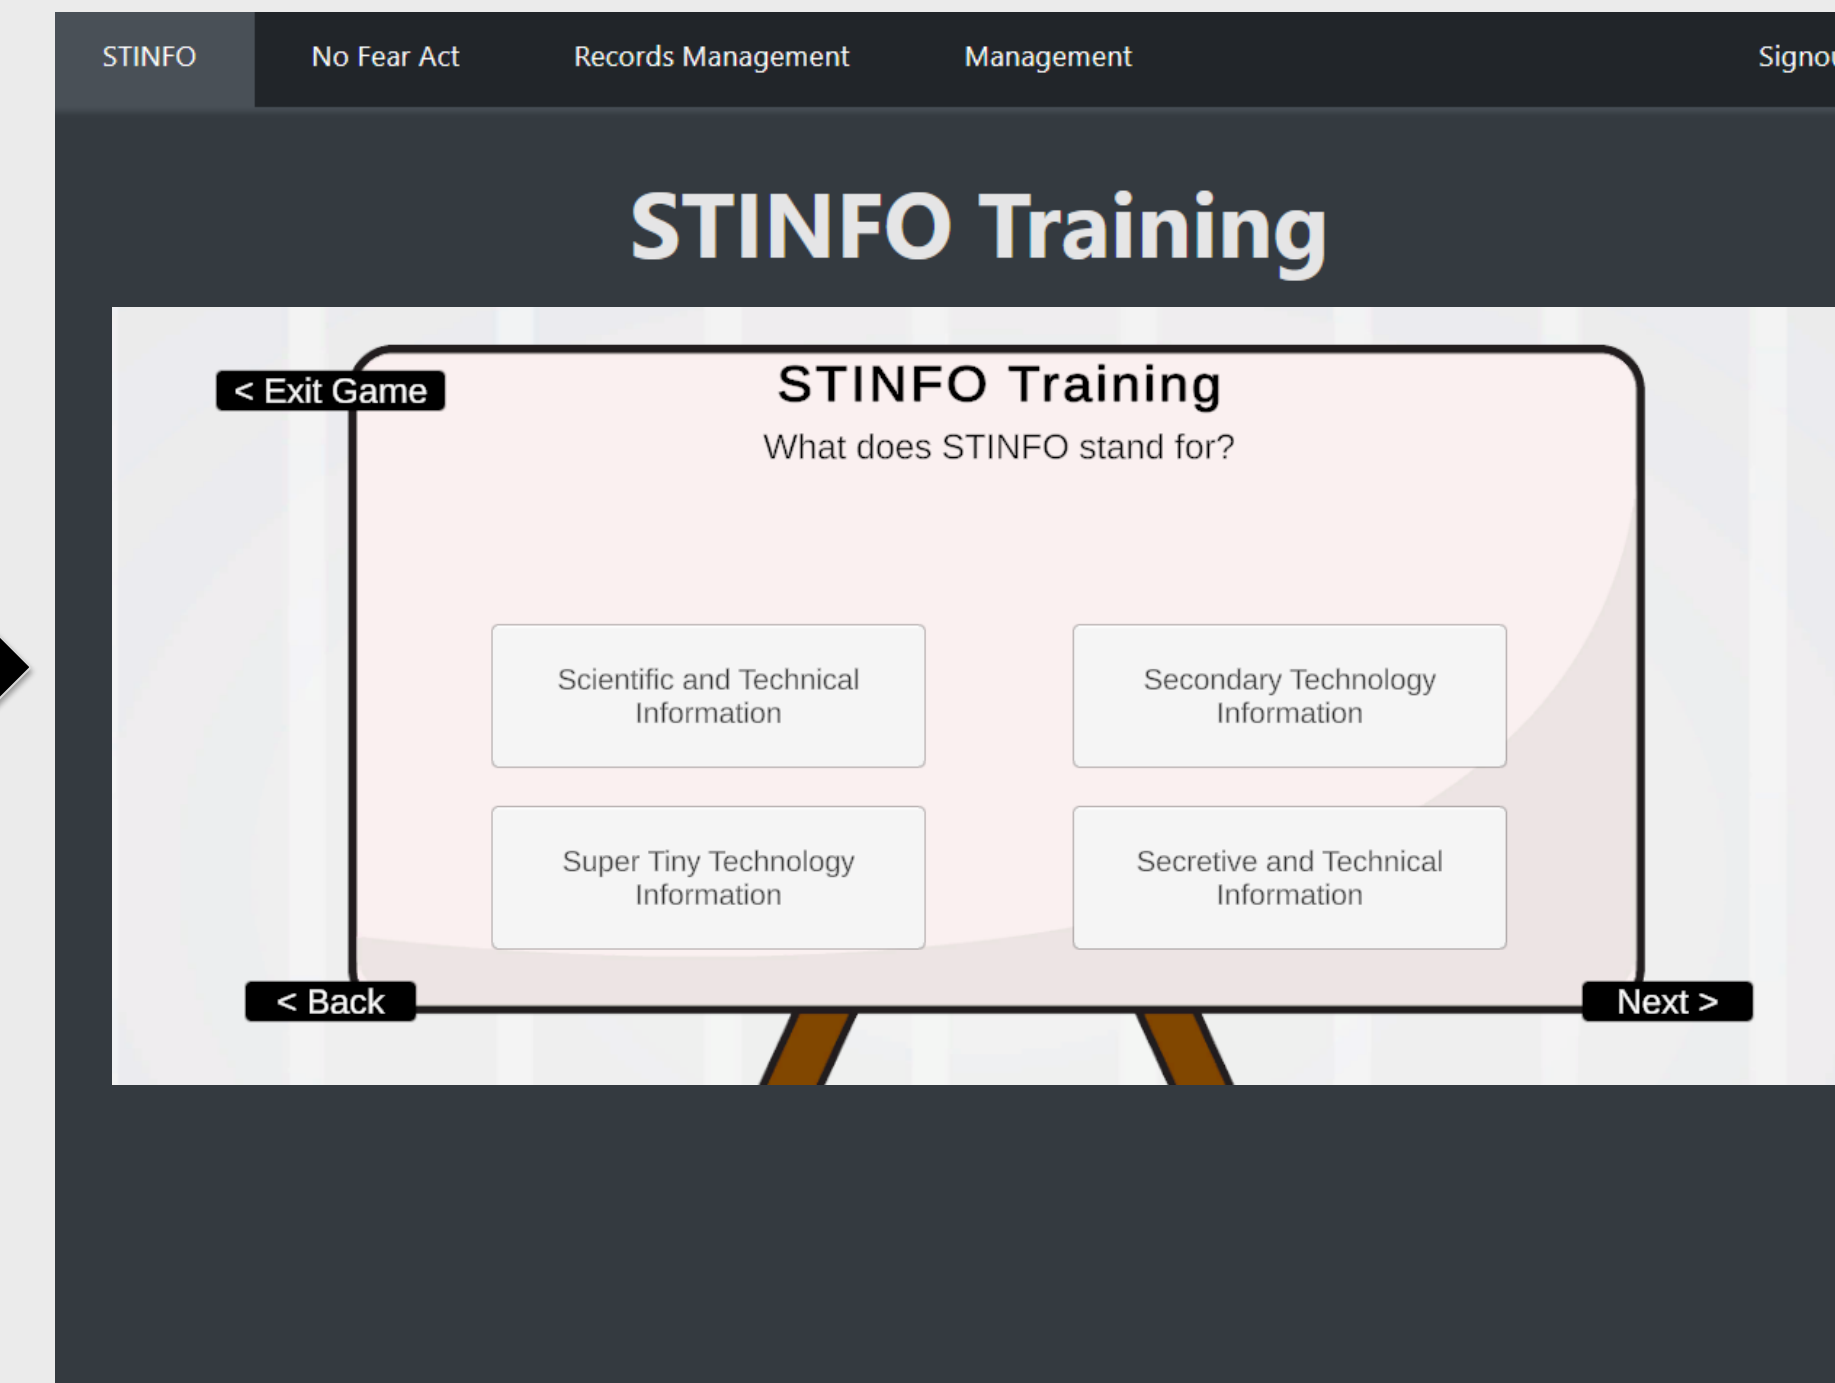 STINFO
No Fear Act
Records Management
Management
STINFO Training
< Exit Game
STINFO Training
What does STINFO stand for?
Scientific and Technical
Information
Secondary Technology
Information
Super Tiny Technology
Information
Secretive and Technical
Information
< Back
Next >